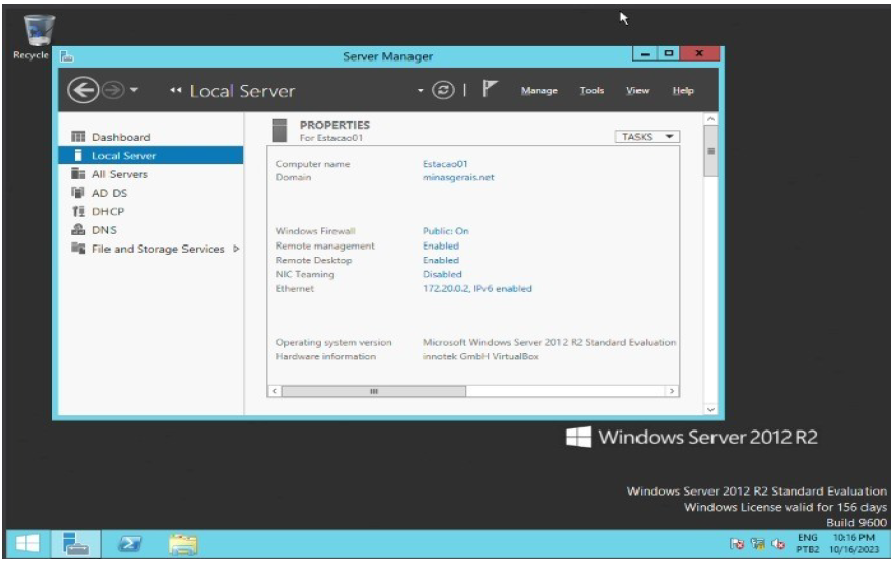 Recycle
Server Manager
Local Server
Manage Tools View Help
Dashboard
Local Server
All Servers
AD DS
DHCP
DNS
File and Storage Services
PROPERTIES
For Estacao01
TASKS
Computer name Estacao01
Domain minasgerais.net
Windows Firewall Public: On
Remote management Enabled
Remote Desktop Enabled
NIC Teaming Disabled
Ethernet 172.20.0.2, IPv6 enabled
Operating system version Microsoft Windows Server 2012 R2 Standard Evaluation
Hardware information innotek GmbH VirtualBox
Windows Server 2012 R2
Windows Server 2012 R2 Standard Evaluation
Windows License valid for 156 days
Build 9600
ENG 10:16 PM
PTB2 10/16/2023